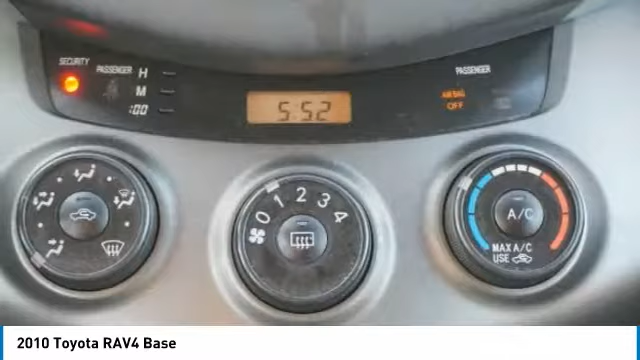 SECURITY
PASSENGER
H
M
:00
5:52
PASSENGER
AIRBAG
OFF
0 1 2 3 4
A/C
MAX A/C
USE
2010 Toyota RAV4 Base